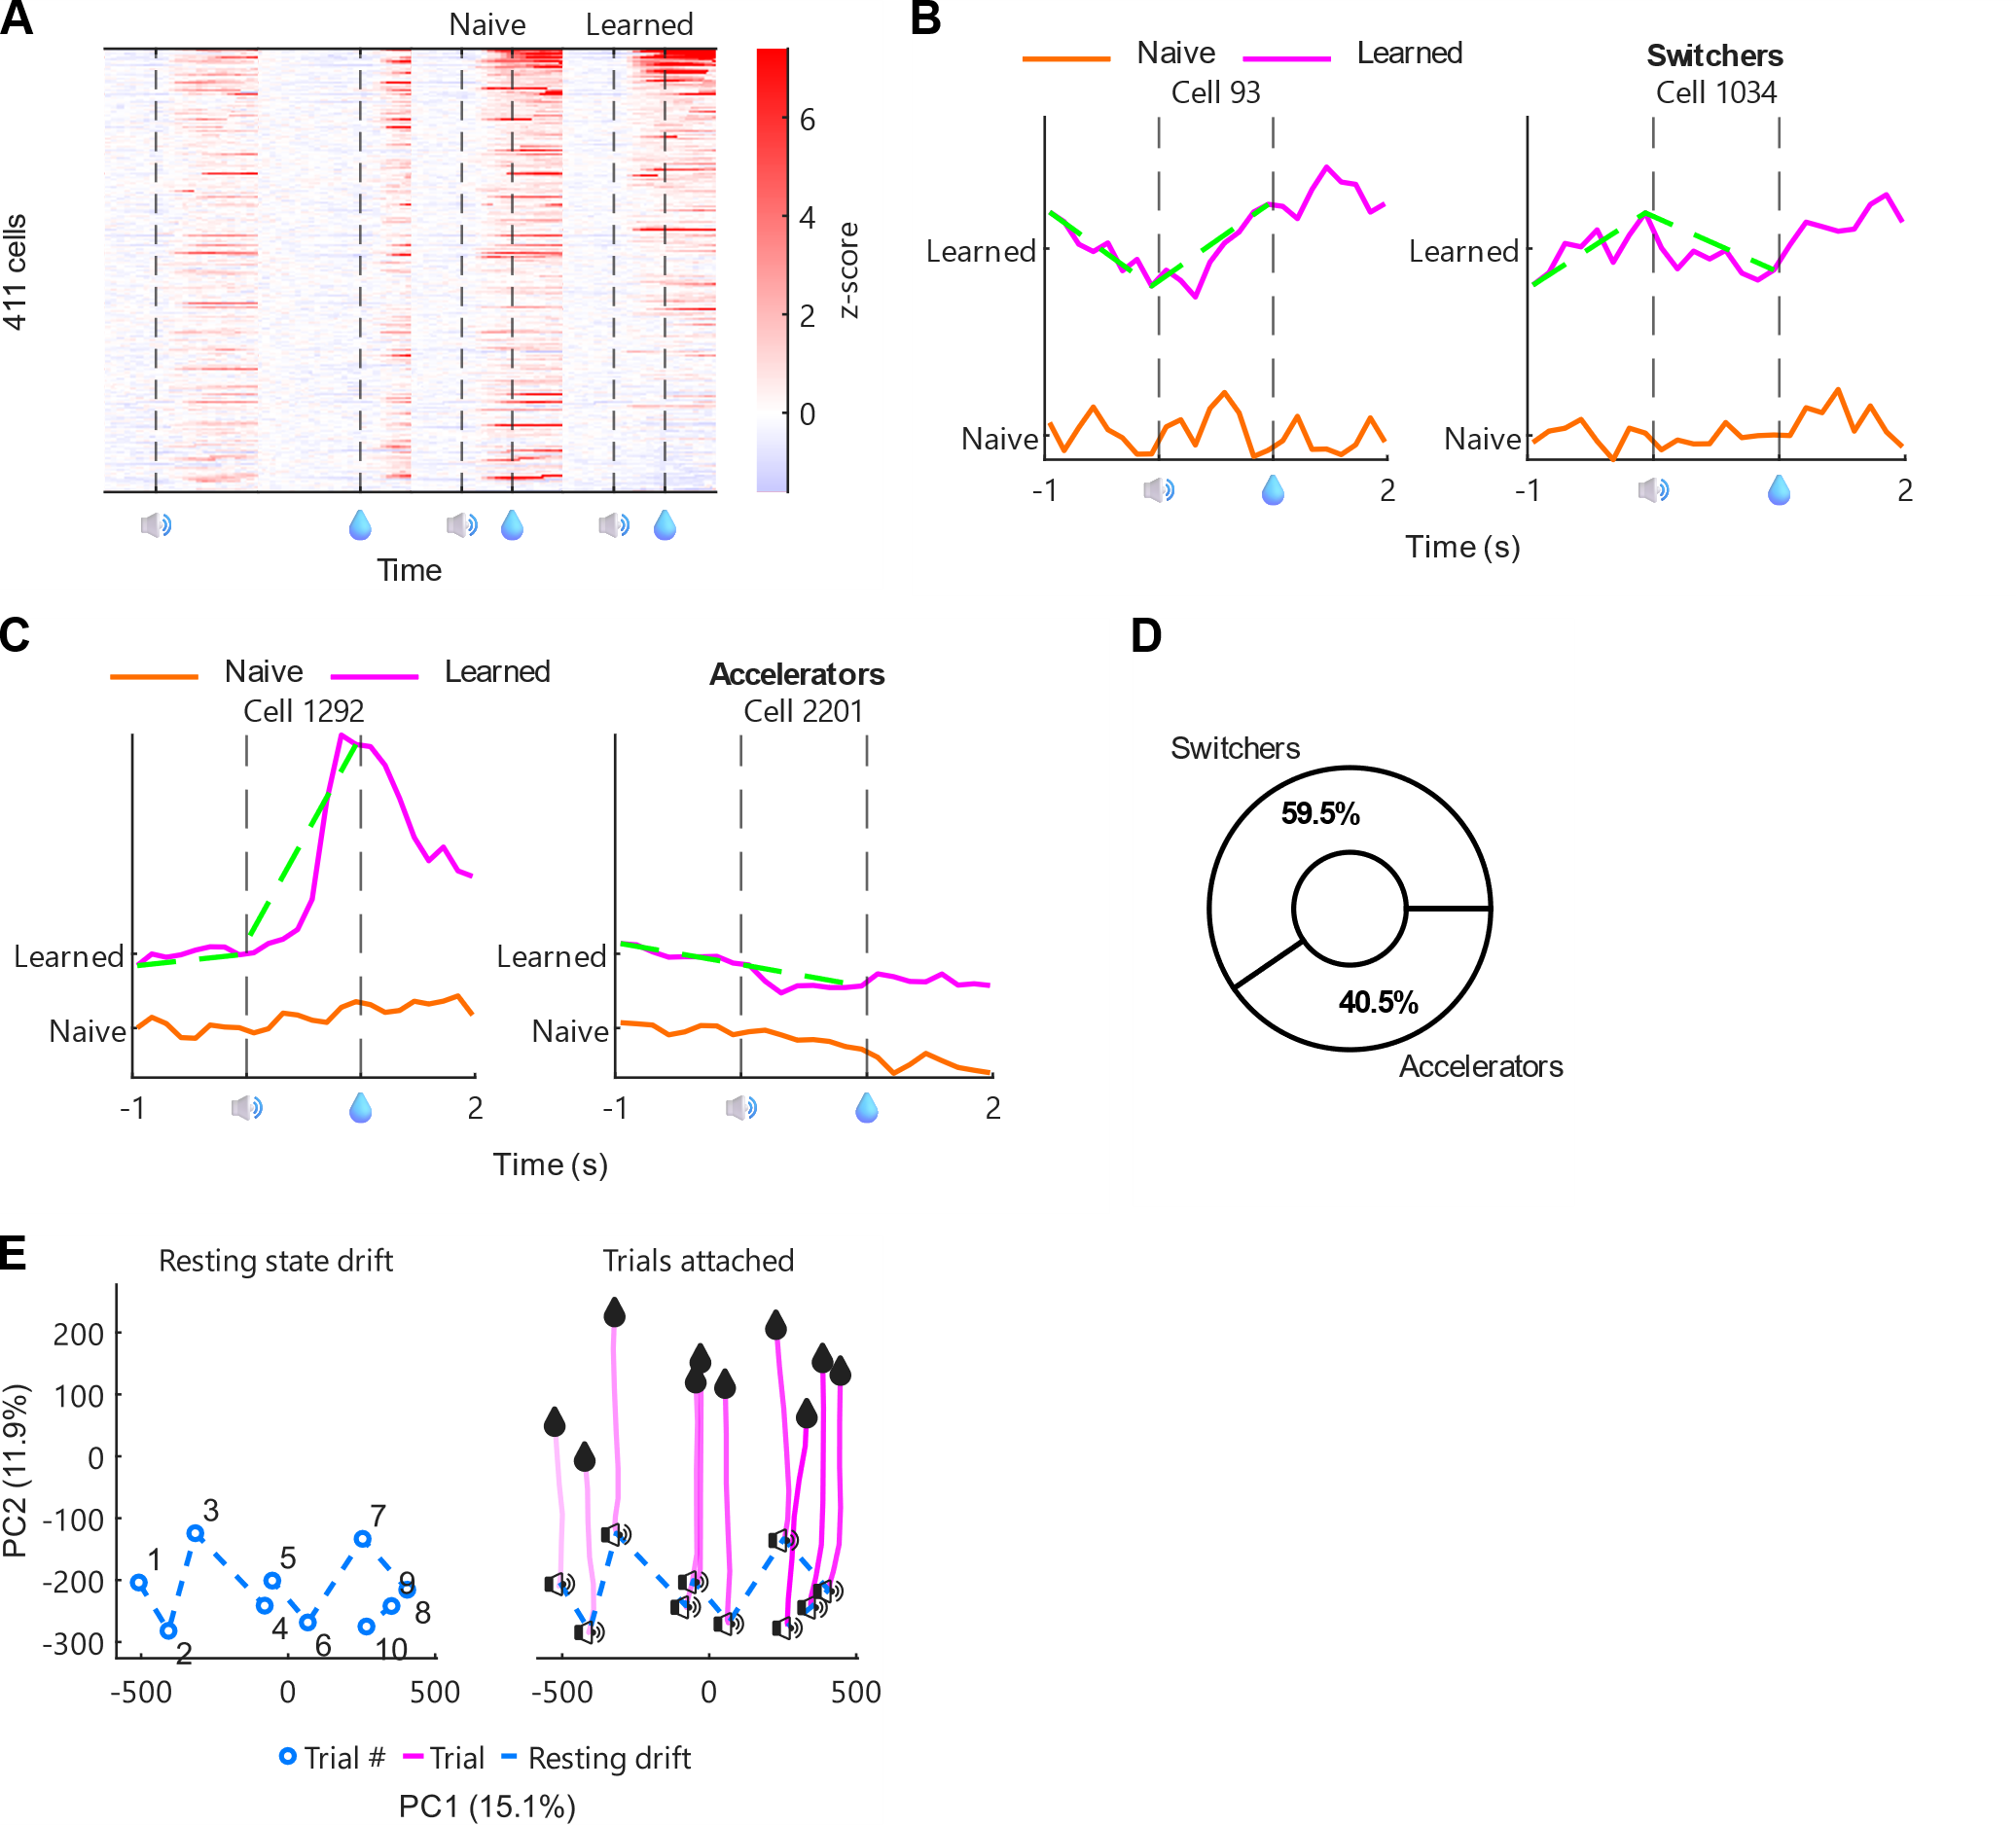 A
Naive Learned
411 cells
6
4
2
0
z-score
Time
B
Naive Learned Switchers
Cell 93 Cell 1034
Learned Learned
Naive Naive
-1 2 -1 2
Time (s)
C
Naive Learned Accelerators
Cell 1292 Cell 2201
Learned Learned
Naive Naive
-1 2 -1 2
Time (s)
D
Switchers
59.5%
40.5%
Accelerators
E
Resting state drift Trials attached
PC2 (11.9%)
200
100
0
-100
-200
-300
1 2 3 4 5 6 7 8 9 10
-500 0 500 -500 0 500
Trial # Trial Resting drift
PC1 (15.1%)